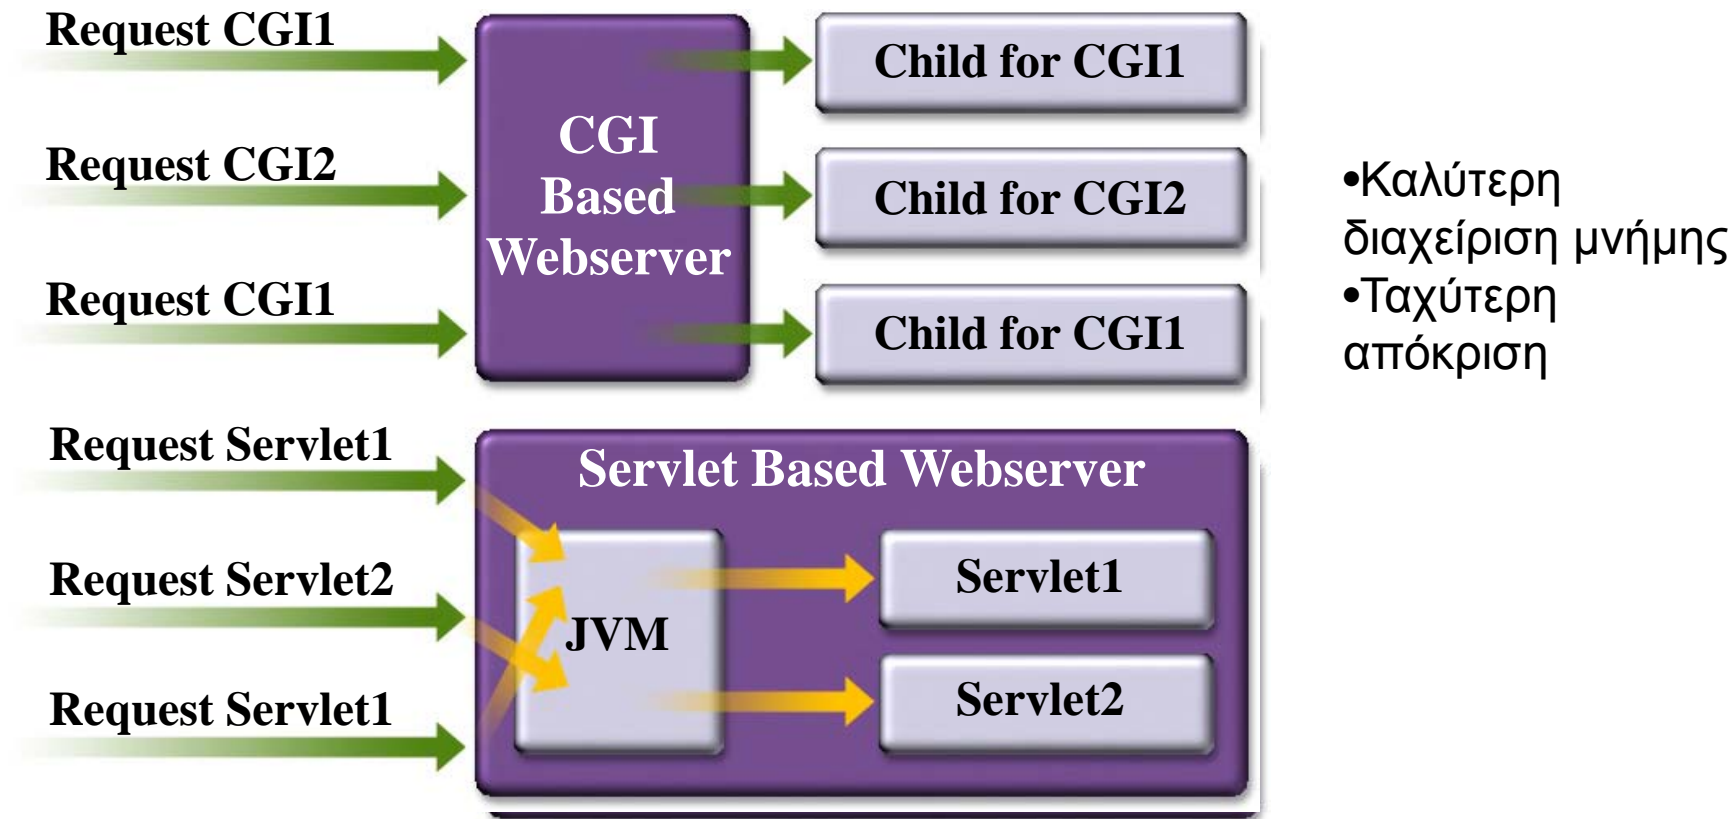 Request CGI1
Request CGI2
Request CGI1
CGI
Based
Webserver
Child for CGI1
Child for CGI2
Child for CGI1
•Καλύτερη
διαχείριση μνήμης
•Ταχύτερη
απόκριση
Request Servlet1
Request Servlet2
Request Servlet1
Servlet Based Webserver
JVM
Servlet1
Servlet2